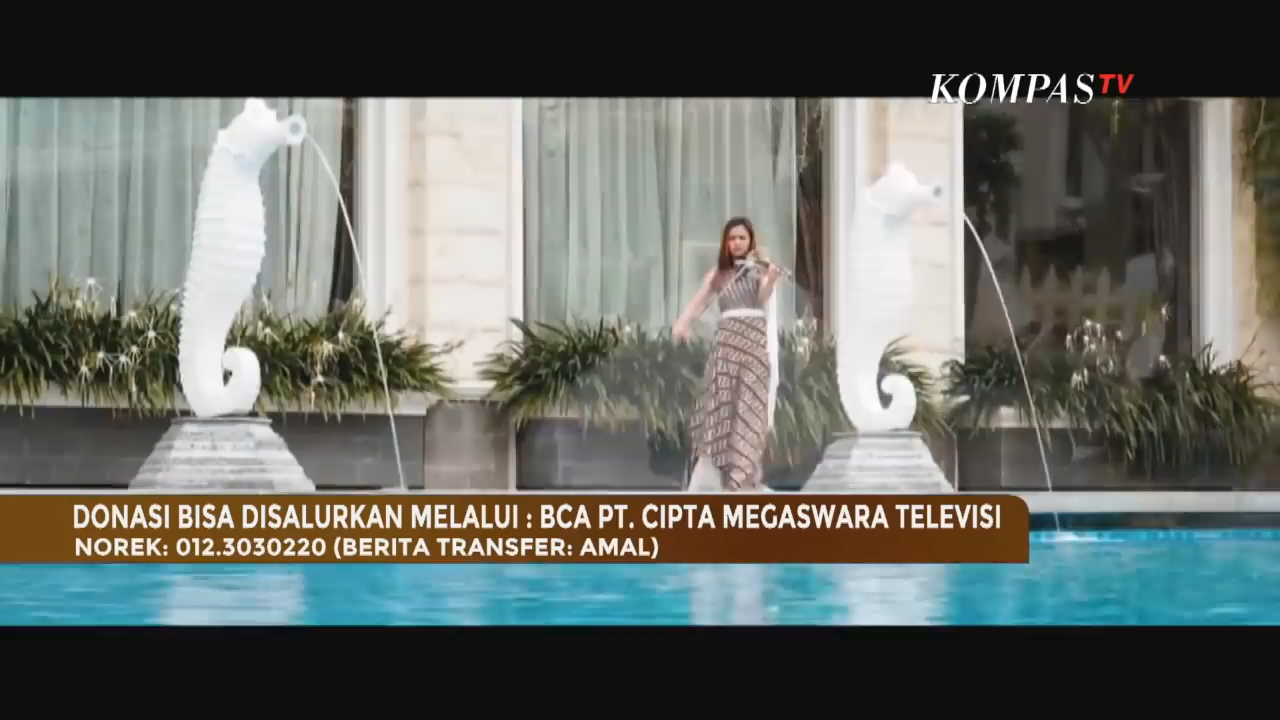 KOMPASTV
DONASI BISA DISALURKAN MELALUI : BCA PT. CIPTA MEGASWARA TELEVISI
NOREK: 012.3030220 (BERITA TRANSFER: AMAL)